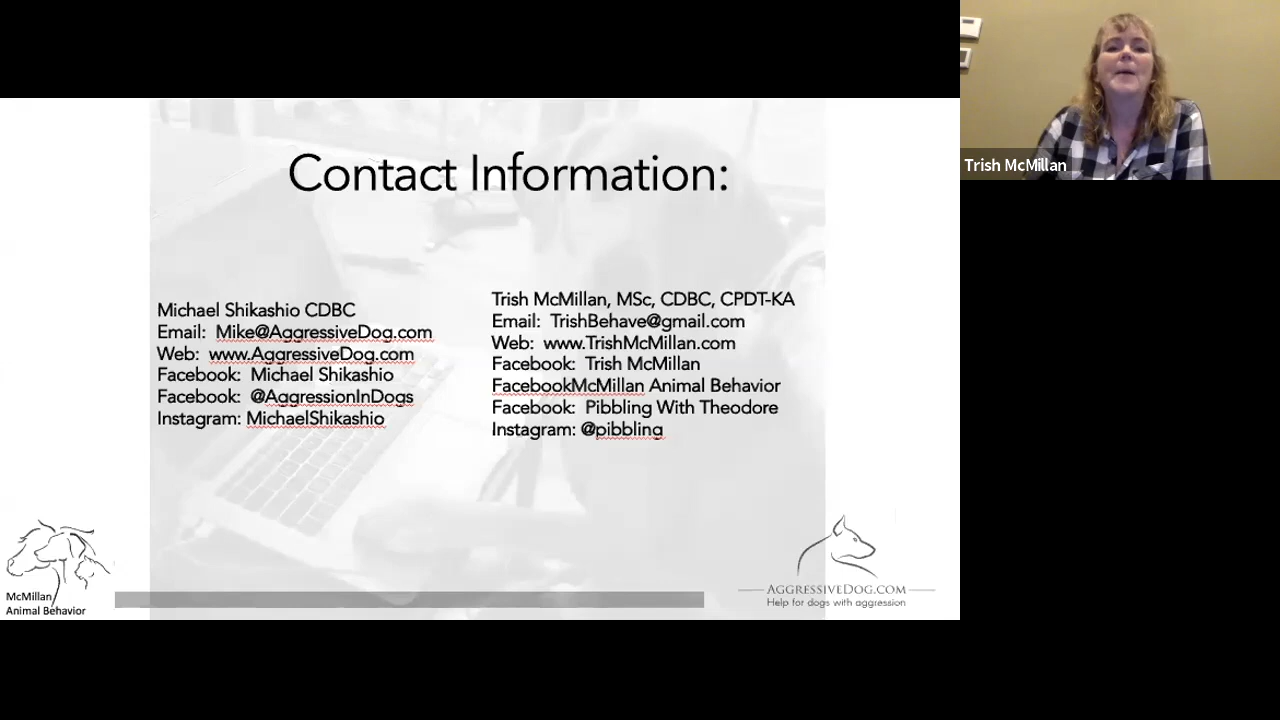 Contact Information:
Michael Shikashio CDBC
Email: Mike@AggressiveDog.com
Web: www.AggressiveDog.com
Facebook: Michael Shikashio
Facebook: @AggressionInDogs
Instagram: MichaelShikashio
Trish McMillan, MSc, CDBC, CPDT-KA
Email: TrishBehave@gmail.com
Web: www.TrishMcMillan.com
Facebook: Trish McMillan
FacebookMcMillan Animal Behavior
Facebook: Pibbling With Theodore
Instagram: @pibbling
McMillan
Animal Behavior
AGGRESSIVEDOG.COM
Help for dogs with aggression
Trish McMillan